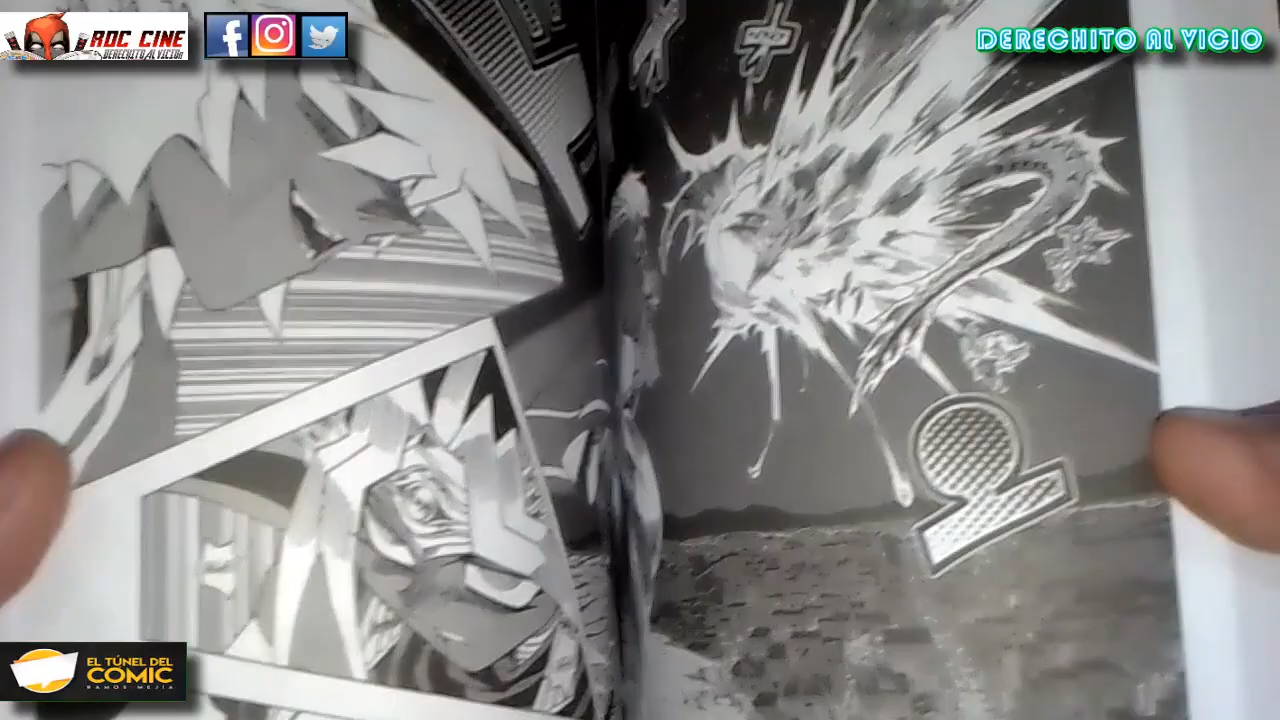 ROC CINE
DERECHITO AL VICIO!!
DERECHITO AL VICIO
EL TÚNEL DEL
COMIC
RAMOS MEJÍA